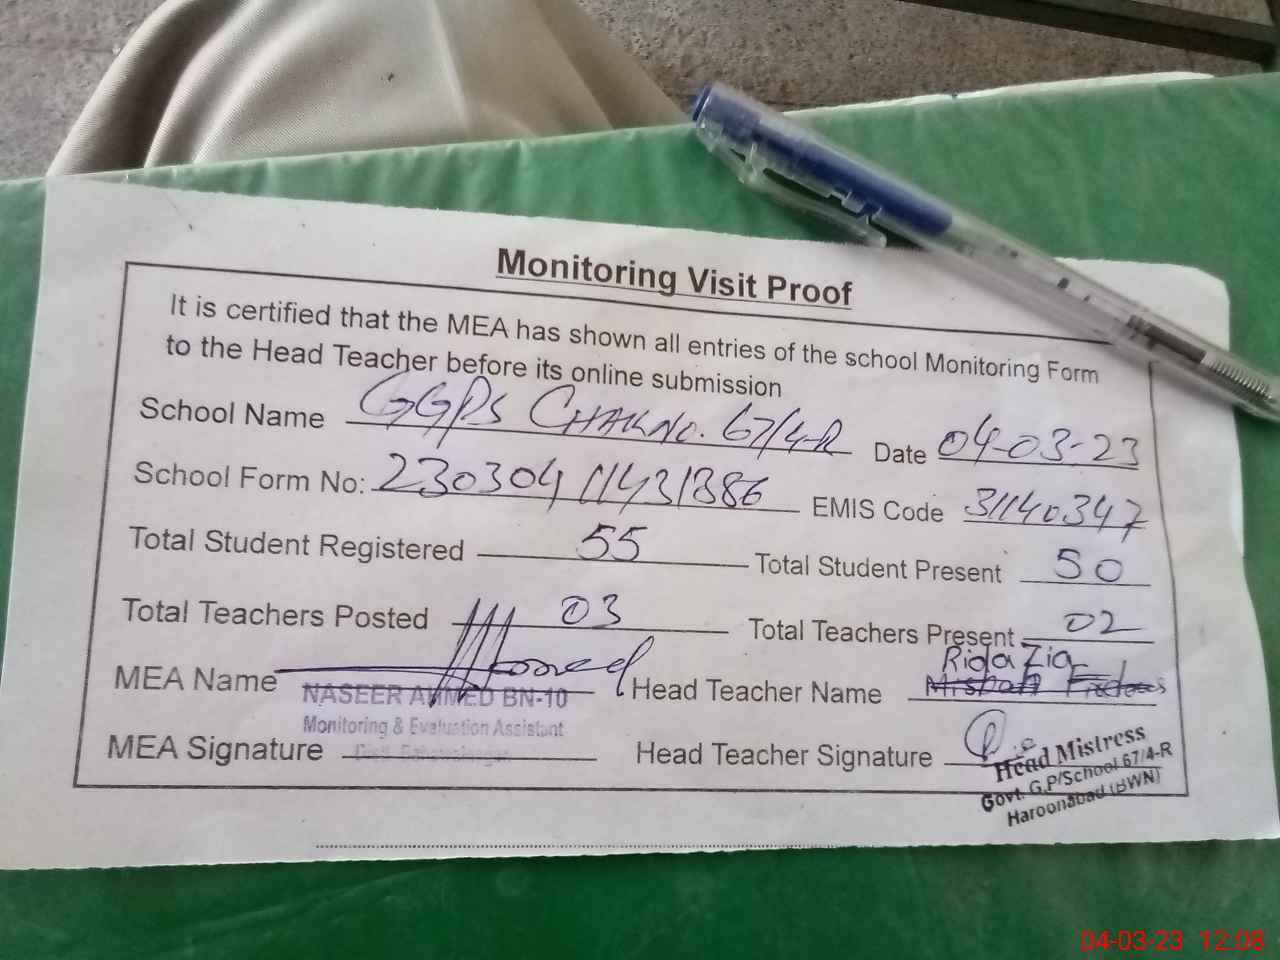 Monitoring Visit Proof
It is certified that the MEA has shown all entries of the school Monitoring Form
to the Head Teacher before its online submission
School Name GGPS CHAK No. 67/4-R Date 04-03-23
School Form No: 230304 11431386 EMIS Code 31140347
Total Student Registered 55 Total Student Present 50
Total Teachers Posted 03 Total Teachers Present 02
Rida Zia
MEA Name Head Teacher Name Misbah Firdous
NASEER AHMED BN-10
Monitoring & Evaluation Assistant
MEA Signature Head Teacher Signature
Head Mistress
Govt. G.P/School 67/4-R
Haroonabad (BWN)
04-03-23 12:08